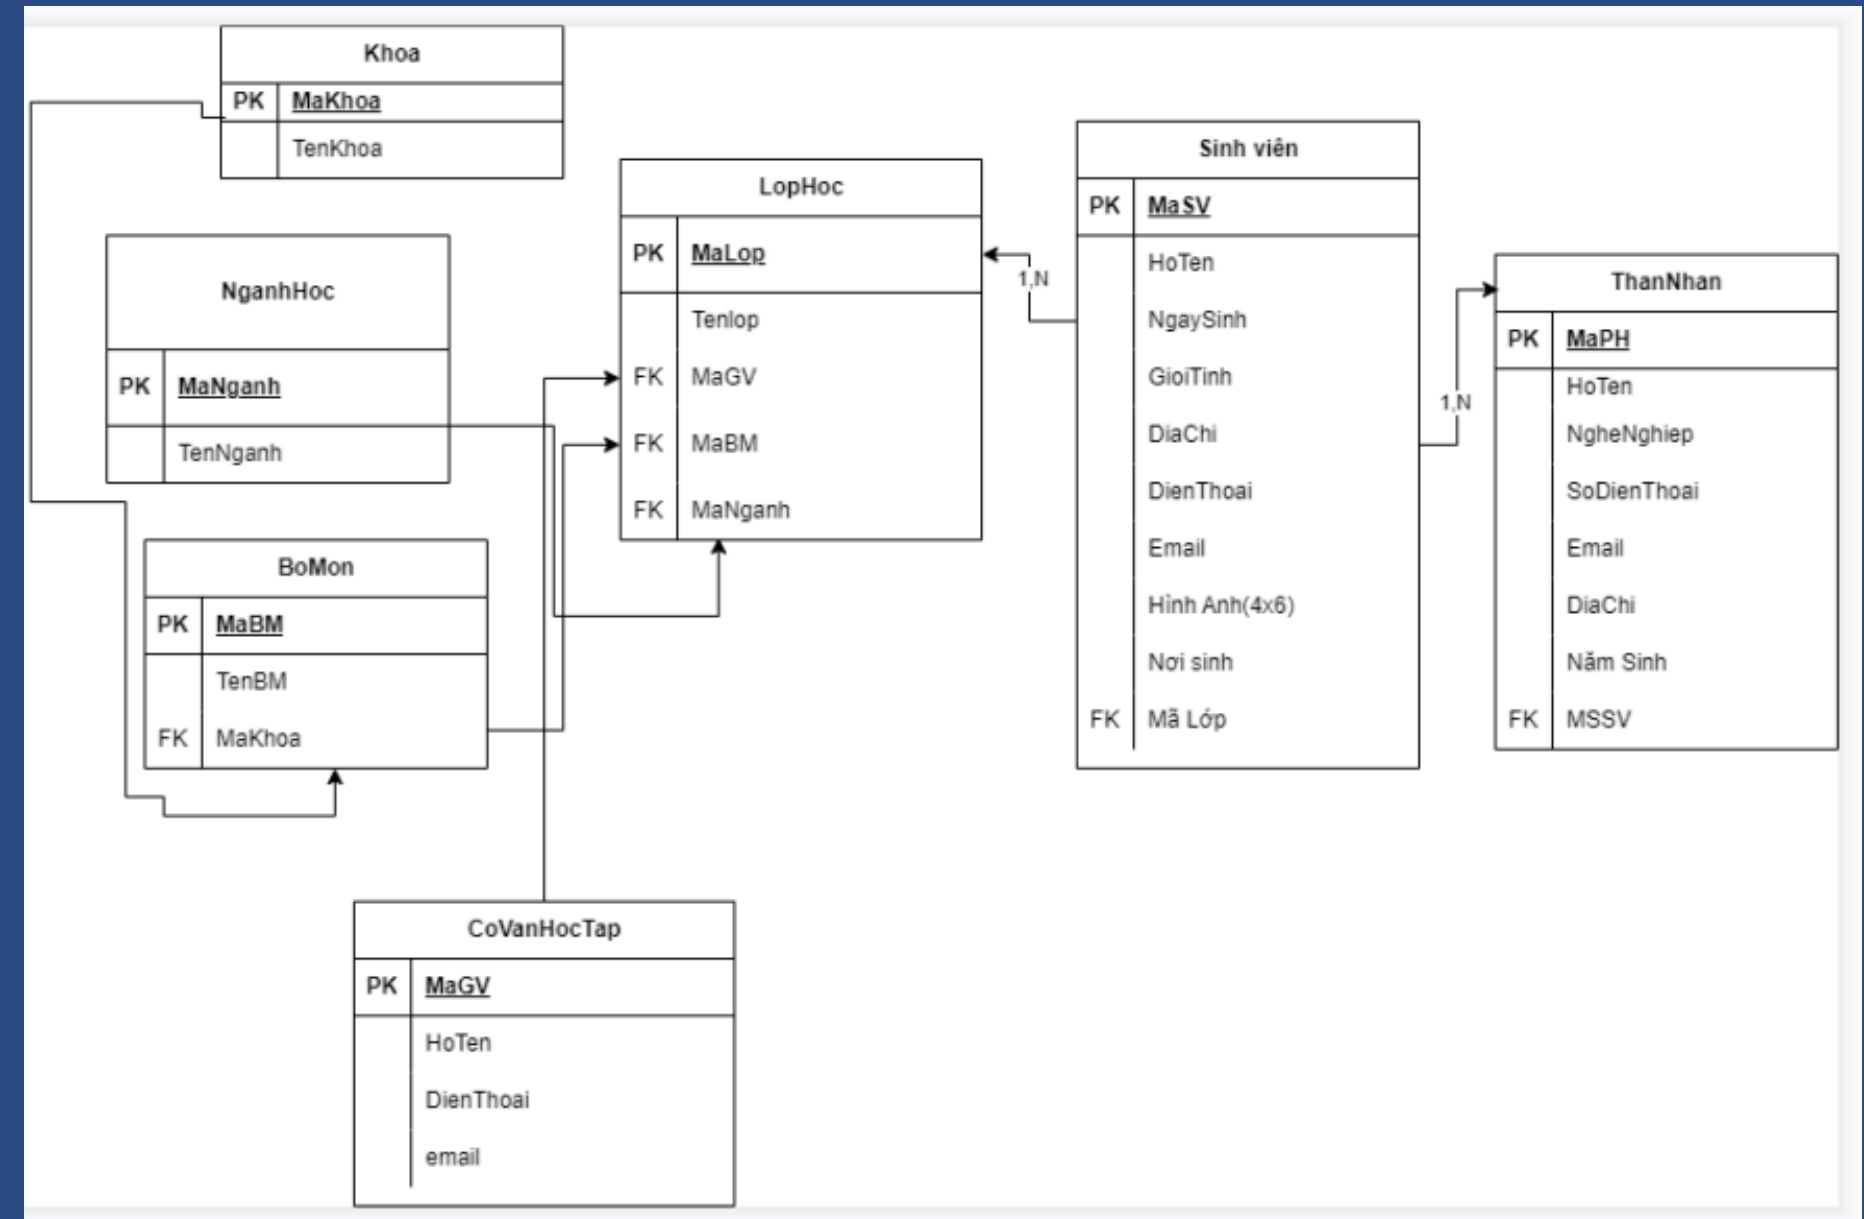 Khoa
PK MaKhoa
TenKhoa
NganhHoc
PK MaNganh
TenNganh
BoMon
PK MaBM
TenBM
FK MaKhoa
CoVanHocTap
PK MaGV
HoTen
DienThoai
email
LopHoc
PK MaLop
Tenlop
FK MaGV
FK MaBM
FK MaNganh
1,N
Sinh viên
PK MaSV
HoTen
NgaySinh
GioiTinh
DiaChi
DienThoai
Email
Hình Anh(4x6)
Nơi sinh
FK Mã Lớp
1,N
ThanNhan
PK MaPH
HoTen
NgheNghiep
SoDienThoai
Email
DiaChi
Năm Sinh
FK MSSV